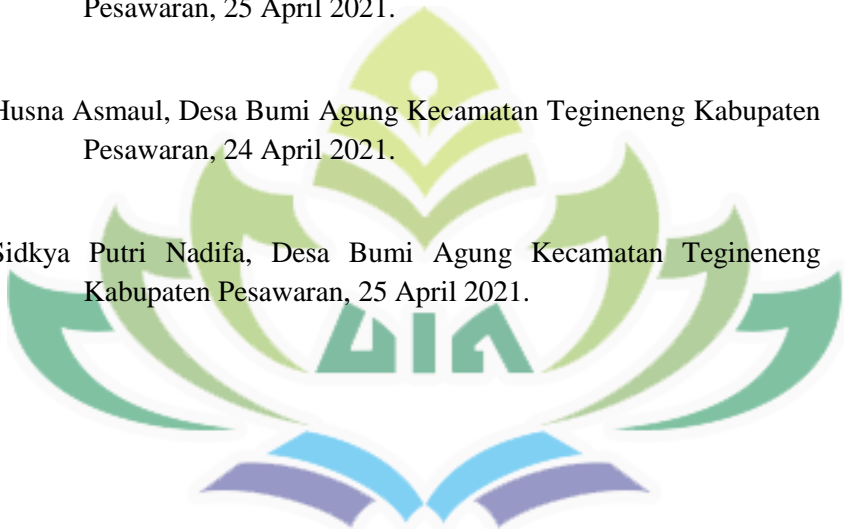 Pesawaran, 25 April 2021.
Husna Asmaul, Desa Bumi Agung Kecamatan Tegineneng Kabupaten
Pesawaran, 24 April 2021.
Sidkya Putri Nadifa, Desa Bumi Agung Kecamatan Tegineneng
Kabupaten Pesawaran, 25 April 2021.
UIN